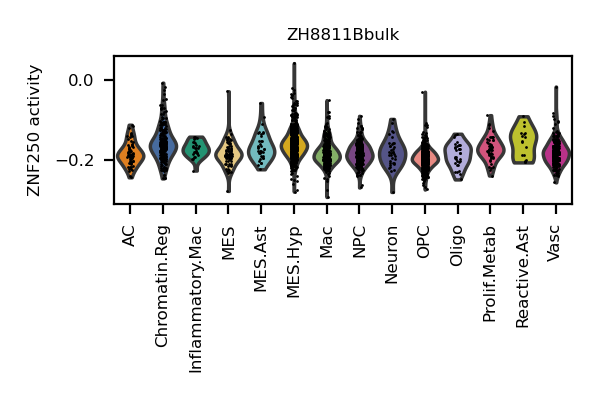 ZH8811Bbulk
ZNF250 activity
0.0
−0.2
AC
Chromatin.Reg
Inflammatory.Mac
MES
MES.Ast
MES.Hyp
Mac
NPC
Neuron
OPC
Oligo
Prolif.Metab
Reactive.Ast
Vasc